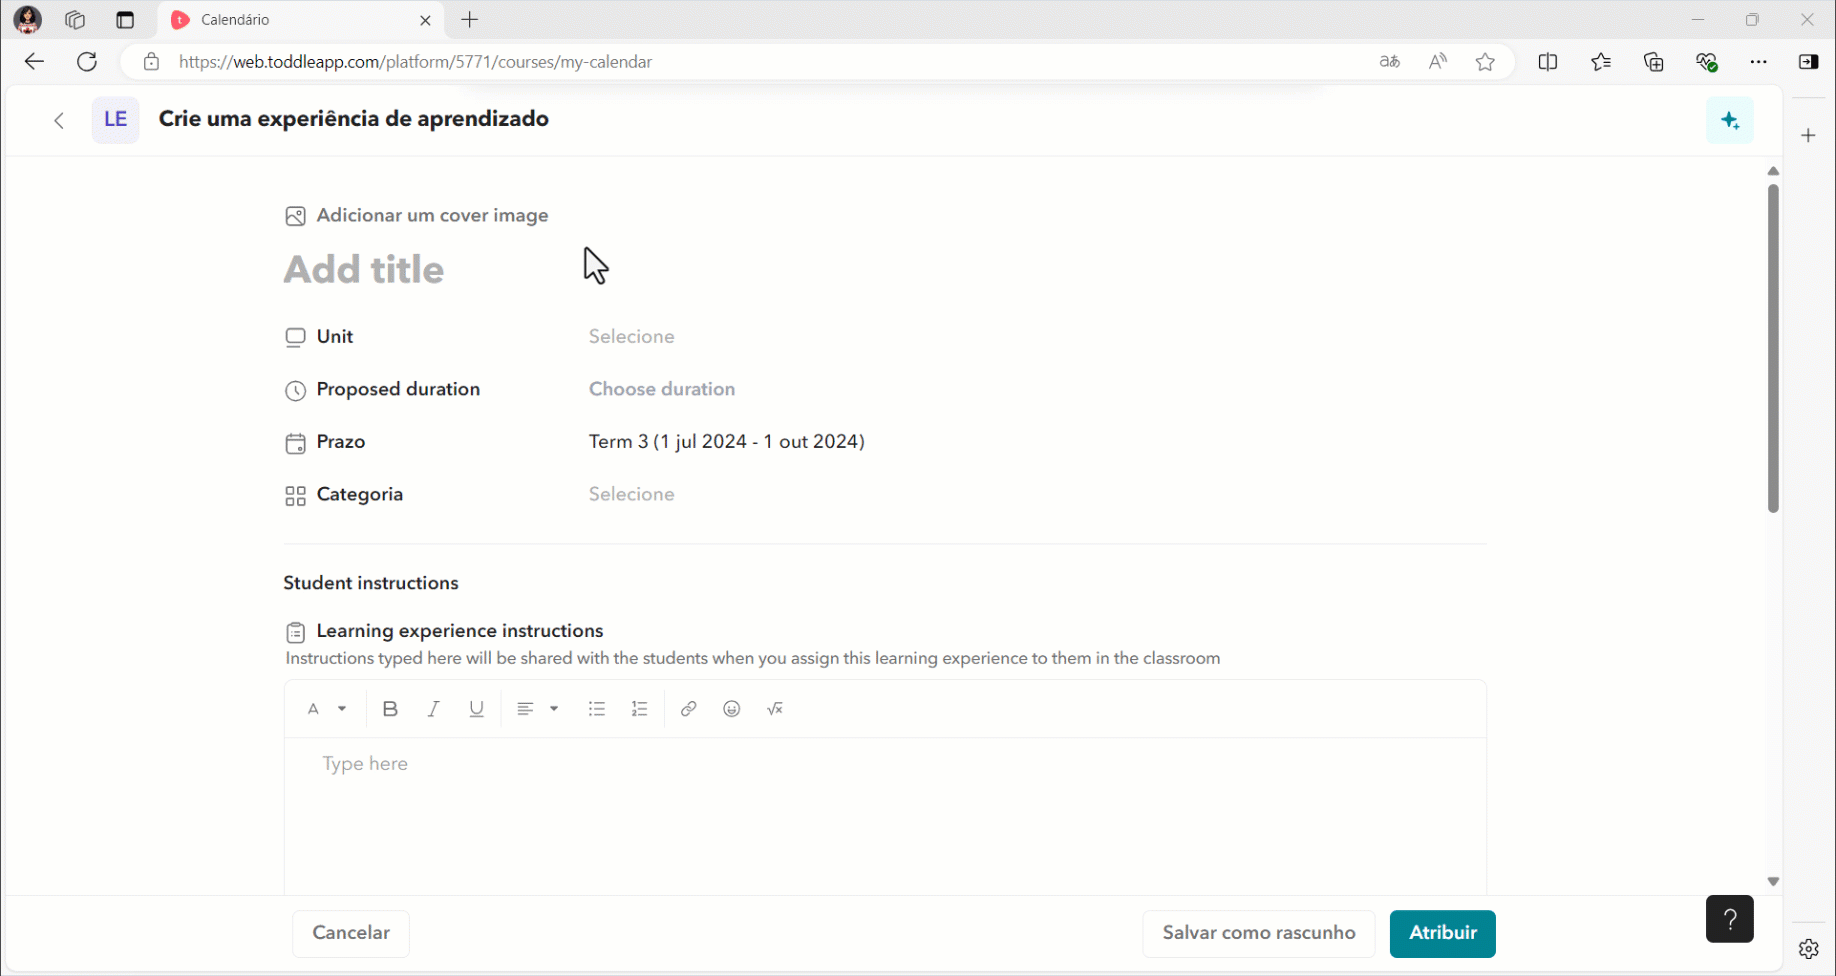 Calendário
https://web.toddleapp.com/platform/5771/courses/my-calendar
LE Crie uma experiência de aprendizado
Adicionar um cover image
Add title
Unit Selecione
Proposed duration Choose duration
Prazo Term 3 (1 jul 2024 - 1 out 2024)
Categoria Selecione
Student instructions
Learning experience instructions
Instructions typed here will be shared with the students when you assign this learning experience to them in the classroom
Type here
Cancelar Salvar como rascunho Atribuir ?